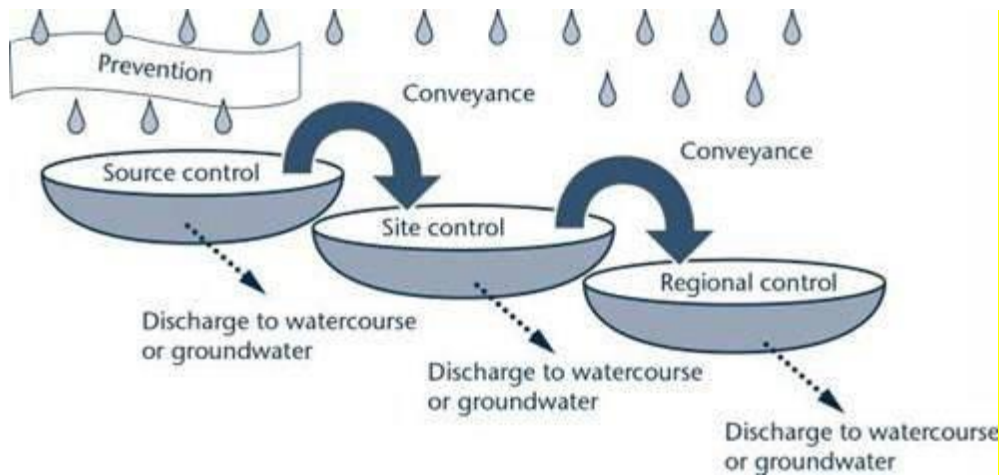 Prevention
Conveyance
Conveyance
Source control
Site control
Regional control
Discharge to watercourse
or groundwater
Discharge to watercourse
or groundwater
Discharge to watercourse
or groundwater